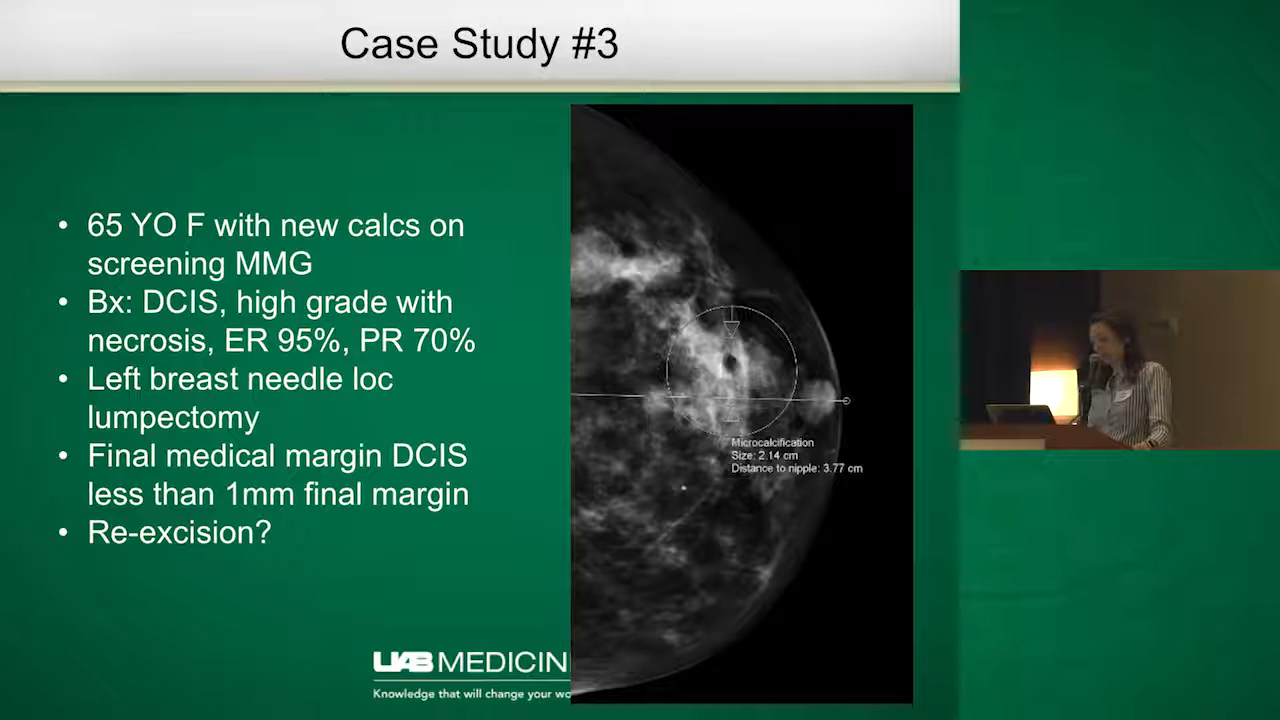 Case Study #3
• 65 YO F with new calcs on
screening MMG
• Bx: DCIS, high grade with
necrosis, ER 95%, PR 70%
• Left breast needle loc
lumpectomy
• Final medical margin DCIS
less than 1mm final margin
• Re-excision?
Microcalcification
Size: 2.14 cm
Distance to nipple: 3.77 cm
UAB MEDICIN
Knowledge that will change your wo